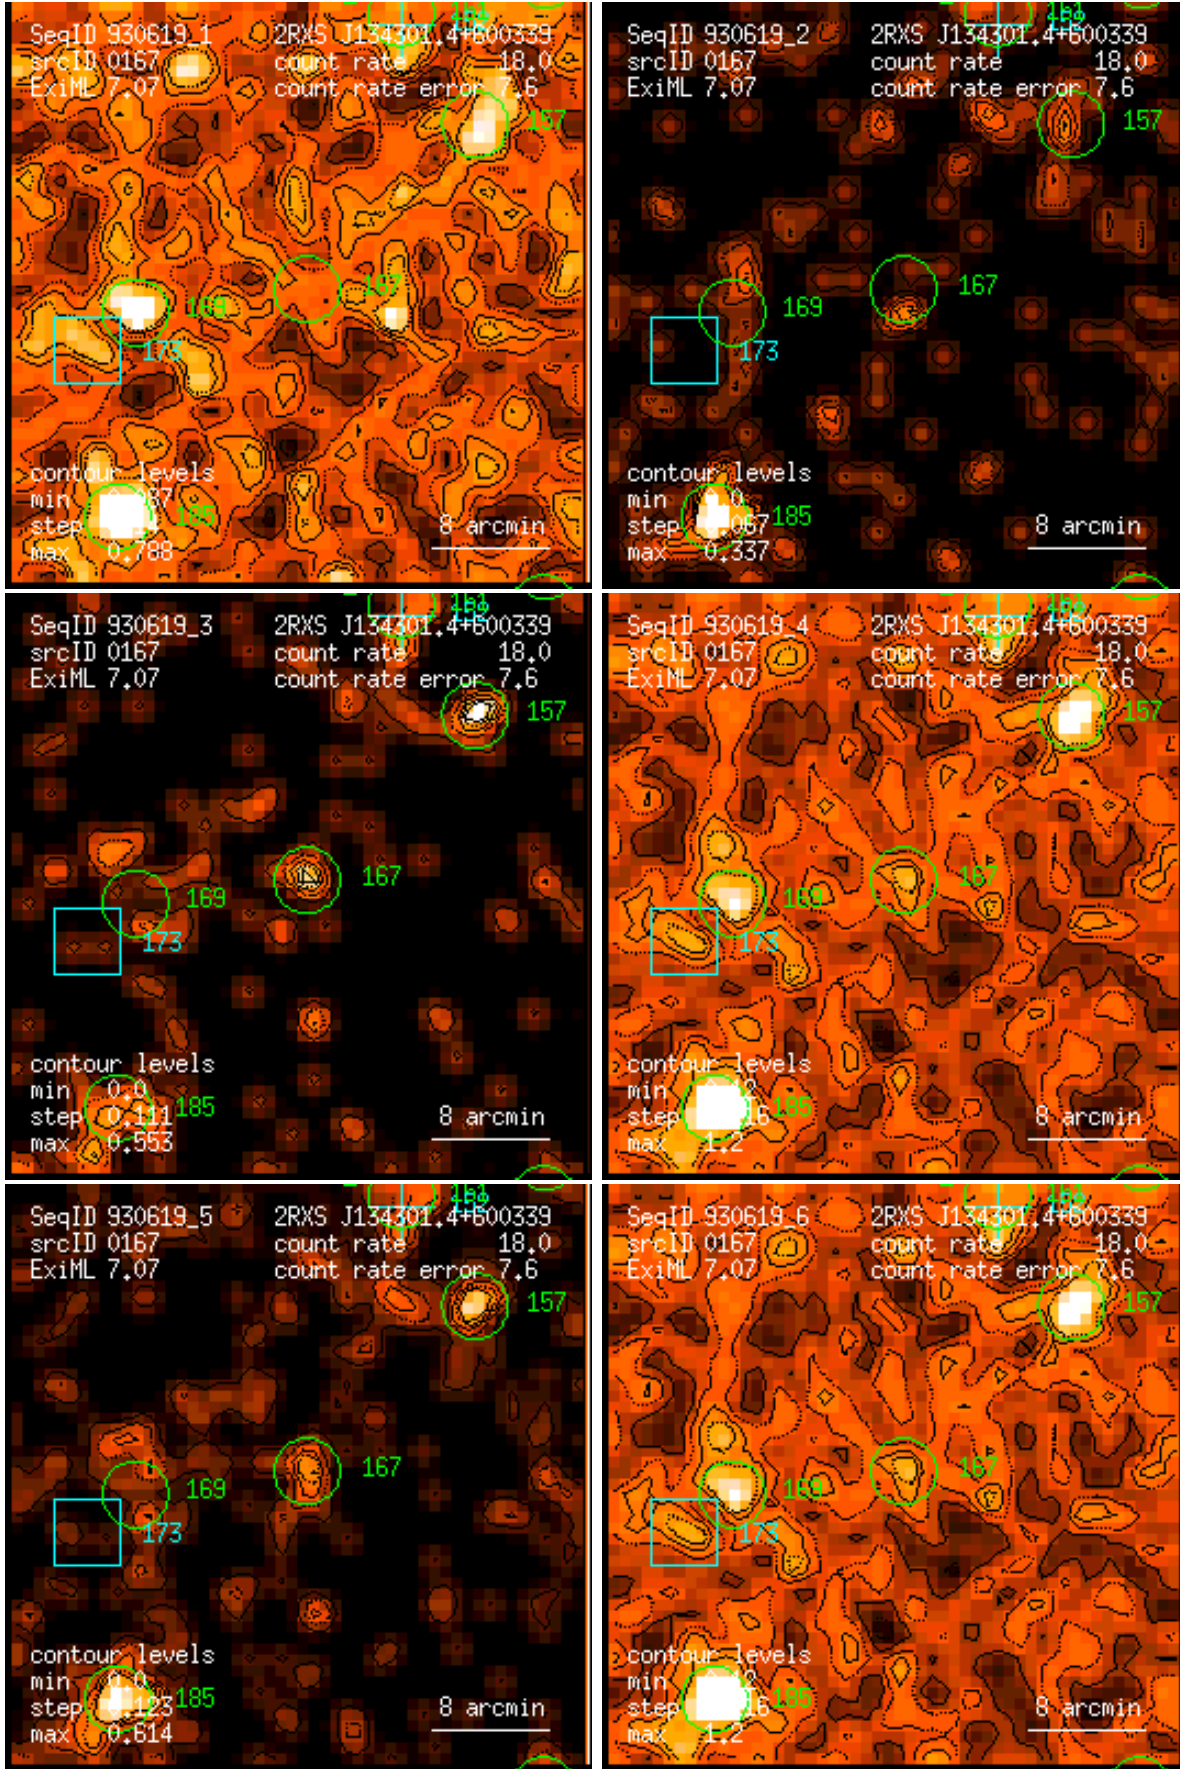 SeqID 930619_1 2RXS J134301.4+600339
srcID 0167 count rate 18.0
ExiML 7.07 count rate error 7.6
157
167
169
173
contour levels
min
185
step
8 arcmin
max 0.788
SeqID 930619_2 2RXS J134301.4+600339
srcID 0167 count rate 18.0
ExiML 7.07 count rate error 7.6
157
167
169
173
contour levels
min 0.0
185
step 0.067
8 arcmin
max 0.337
SeqID 930619_3 2RXS J134301.4+600339
srcID 0167 count rate 18.0
ExiML 7.07 count rate error 7.6
157
167
169
173
contour levels
min 0.0
185
step 0.111
8 arcmin
max 0.553
SeqID 930619_4 2RXS J134301.4+600339
srcID 0167 count rate 18.0
ExiML 7.07 count rate error 7.6
157
167
169
173
contour levels
min
185
step
8 arcmin
max 1.2
SeqID 930619_5 2RXS J134301.4+600339
srcID 0167 count rate 18.0
ExiML 7.07 count rate error 7.6
157
167
169
173
contour levels
min 0.0
185
step 0.123
8 arcmin
max 0.614
SeqID 930619_6 2RXS J134301.4+600339
srcID 0167 count rate 18.0
ExiML 7.07 count rate error 7.6
157
167
169
173
contour levels
min
185
step
8 arcmin
max 1.2